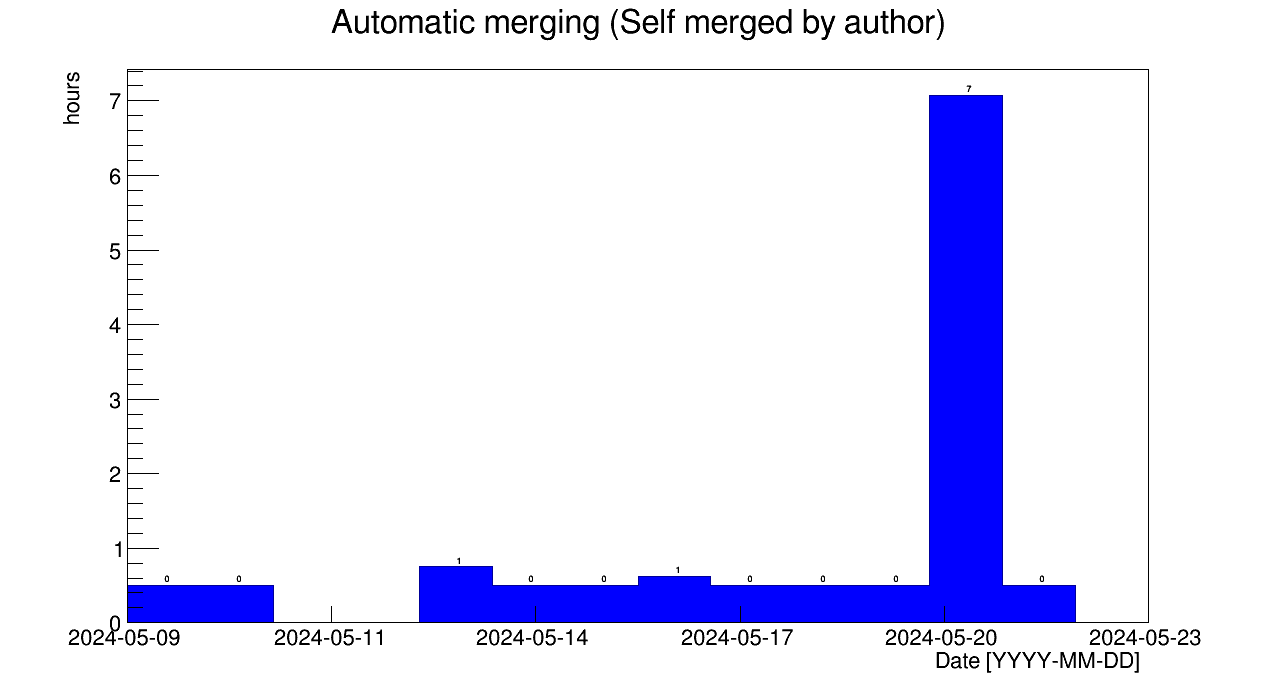 Automatic merging (Self merged by author)
hours
7
6
5
4
3
2
1
0
0 0 1 0 0 1 0 0 0 7 0
2024-05-09 2024-05-11 2024-05-14 2024-05-17 2024-05-20 2024-05-23
Date [YYYY-MM-DD]